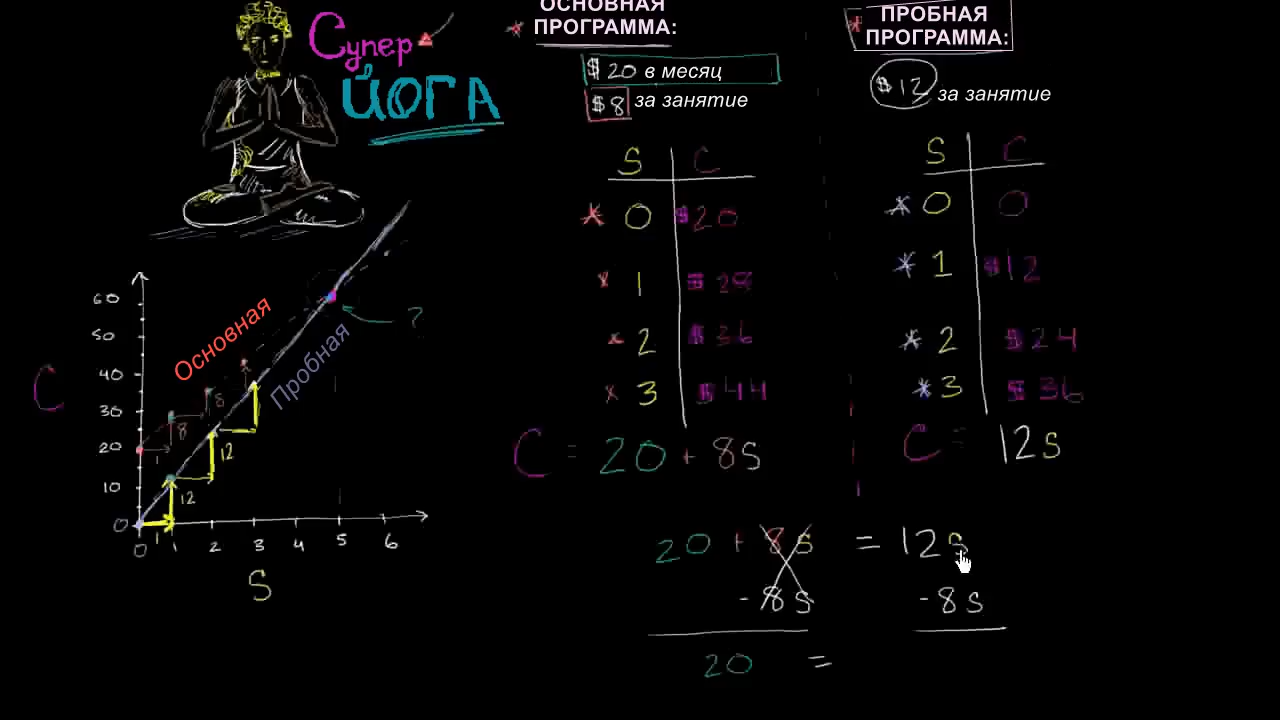 Супер
ЙОГА
* ОСНОВНАЯ
ПРОГРАММА:
$ 20 в месяц
$8 за занятие
S C
* 0 $20
* 1 $28
* 2 $36
* 3 $44
C = 20 + 8s
* ПРОБНАЯ
ПРОГРАММА:
$12 за занятие
S C
* 0 0
* 1 $12
* 2 $24
* 3 $36
C = 12s
20 + 8s = 12s
- 8s - 8s
20 =
60
50
40
30
20
10
0
C
Основная
Пробная
?
8
8
1
12
12
1
0 1 2 3 4 5 6
S